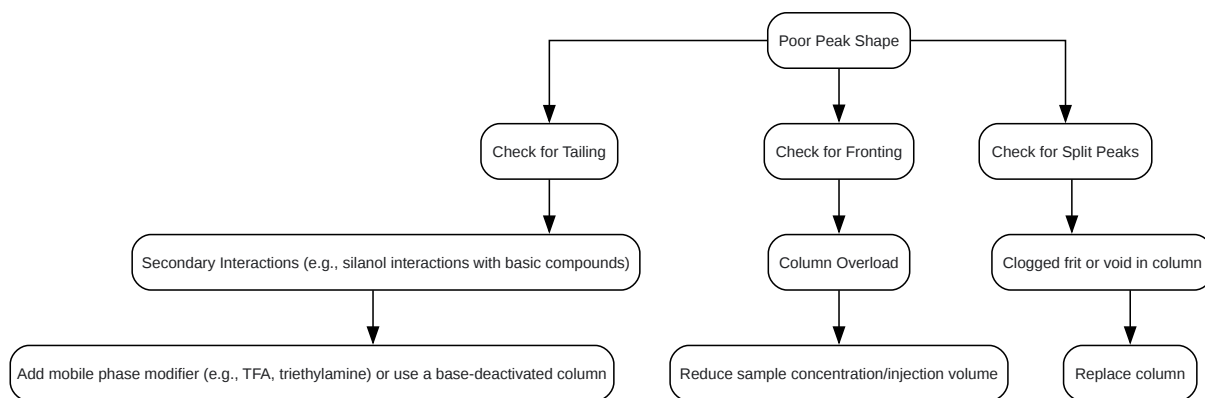 Poor Peak Shape
Check for Tailing
Check for Fronting
Check for Split Peaks
Secondary Interactions (e.g., silanol interactions with basic compounds)
Column Overload
Clogged frit or void in column
Add mobile phase modifier (e.g., TFA, triethylamine) or use a base-deactivated column
Reduce sample concentration/injection volume
Replace column